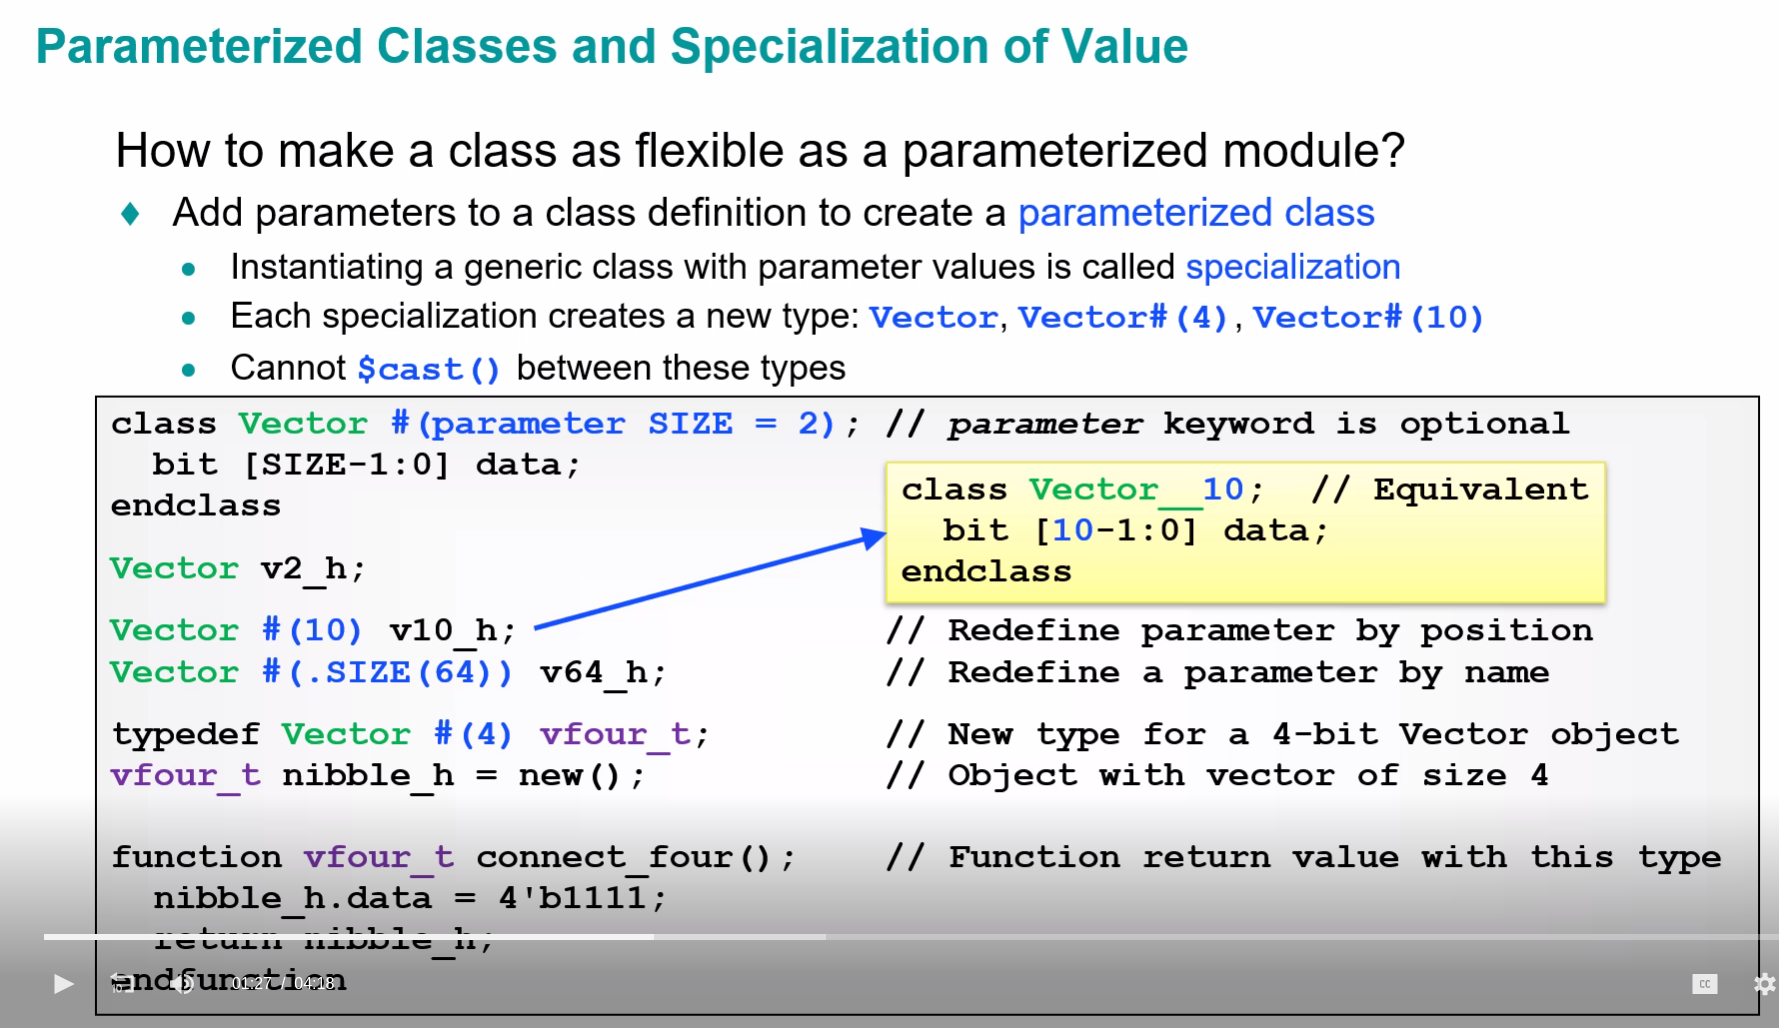 Parameterized Classes and Specialization of Value
How to make a class as flexible as a parameterized module?
♦ Add parameters to a class definition to create a parameterized class
• Instantiating a generic class with parameter values is called specialization
• Each specialization creates a new type: Vector, Vector#(4), Vector#(10)
• Cannot $cast() between these types
class Vector #(parameter SIZE = 2); // parameter keyword is optional
bit [SIZE-1:0] data;
endclass
class Vector__10; // Equivalent
bit [10-1:0] data;
endclass
Vector v2_h;
Vector #(10) v10_h; // Redefine parameter by position
Vector #(.SIZE(64)) v64_h; // Redefine a parameter by name
typedef Vector #(4) vfour_t; // New type for a 4-bit Vector object
vfour_t nibble_h = new(); // Object with vector of size 4
function vfour_t connect_four(); // Function return value with this type
nibble_h.data = 4'b1111;
return nibble_h;
endfunction
10
01:27 / 04:18
CC